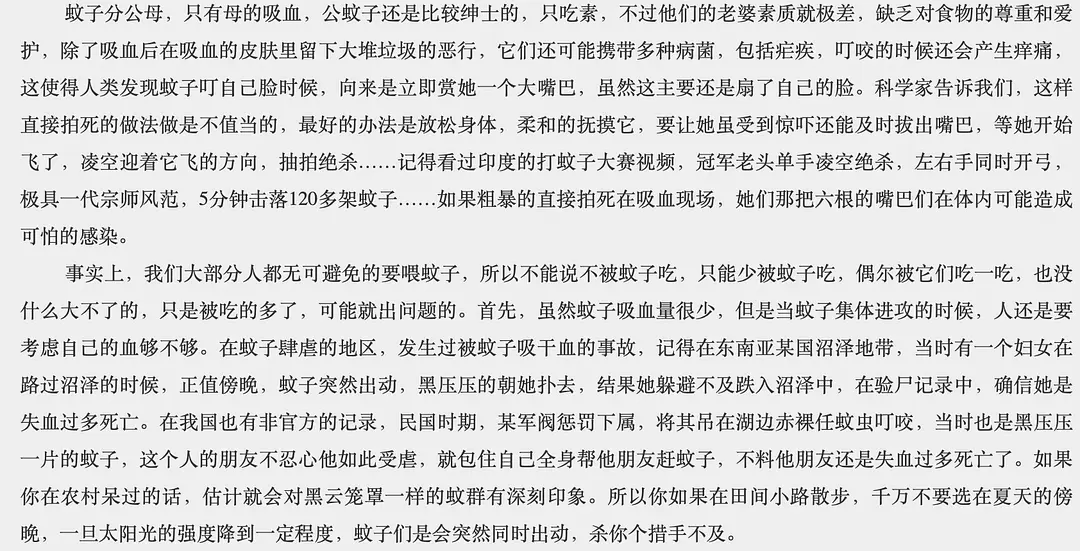 蚊子分公母，只有母的吸血，公蚊子还是比较绅士的，只吃素，不过他们的老婆素质就极差，缺乏对食物的尊重和爱
护，除了吸血后在吸血的皮肤里留下大堆垃圾的恶行，它们还可能携带多种病菌，包括疟疾，叮咬的时候还会产生痒痛，
这使得人类发现蚊子叮自己脸时候，向来是立即赏她一个大嘴巴，虽然这主要还是扇了自己的脸。科学家告诉我们，这样
直接拍死的做法做是不值当的，最好的办法是放松身体，柔和的抚摸它，要让她虽受到惊吓还能及时拔出嘴巴，等她开始
飞了，凌空迎着它飞的方向，抽拍绝杀……记得看过印度的打蚊子大赛视频，冠军老头单手凌空绝杀，左右手同时开弓，
极具一代宗师风范，5分钟击落120多架蚊子……如果粗暴的直接拍死在吸血现场，她们那把六根的嘴巴们在体内可能造成
可怕的感染。
事实上，我们大部分人都无可避免的要喂蚊子，所以不能说不被蚊子吃，只能少被蚊子吃，偶尔被它们吃一吃，也没
什么大不了的，只是被吃的多了，可能就出问题的。首先，虽然蚊子吸血量很少，但是当蚊子集体进攻的时候，人还是要
考虑自己的血够不够。在蚊子肆虐的地区，发生过被蚊子吸干血的事故，记得在东南亚某国沼泽地带，当时有一个妇女在
路过沼泽的时候，正值傍晚，蚊子突然出动，黑压压的朝她扑去，结果她躲避不及跌入沼泽中，在验尸记录中，确信她是
失血过多死亡。在我国也有非官方的记录，民国时期，某军阀惩罚下属，将其吊在湖边赤裸任蚊虫叮咬，当时也是黑压压
一片的蚊子，这个人的朋友不忍心他如此受虐，就包住自己全身帮他朋友赶蚊子，不料他朋友还是失血过多死亡了。如果
你在农村呆过的话，估计就会对黑云笼罩一样的蚊群有深刻印象。所以你如果在田间小路散步，千万不要选在夏天的傍
晚，一旦太阳光的强度降到一定程度，蚊子们是会突然同时出动，杀你个措手不及。